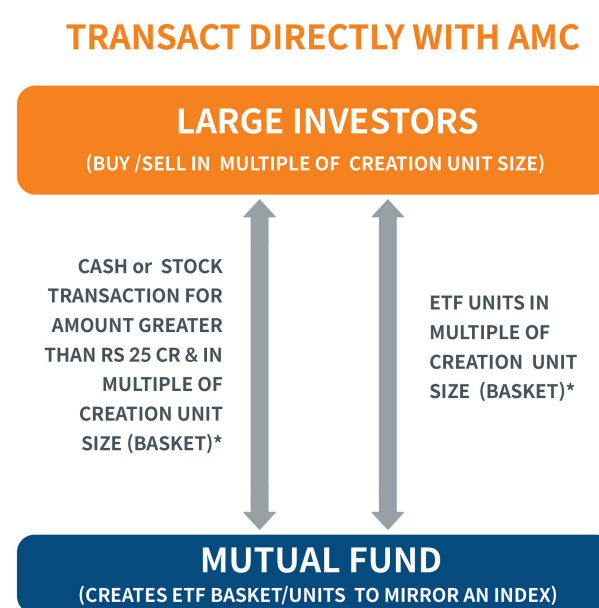 TRANSACT DIRECTLY WITH AMC
LARGE INVESTORS
(BUY /SELL IN MULTIPLE OF CREATION UNIT SIZE)
CASH or STOCK
TRANSACTION FOR
AMOUNT GREATER
THAN RS 25 CR & IN
MULTIPLE OF
CREATION UNIT
SIZE (BASKET)*
ETF UNITS IN
MULTIPLE OF
CREATION UNIT
SIZE (BASKET)*
MUTUAL FUND
(CREATES ETF BASKET/UNITS TO MIRROR AN INDEX)